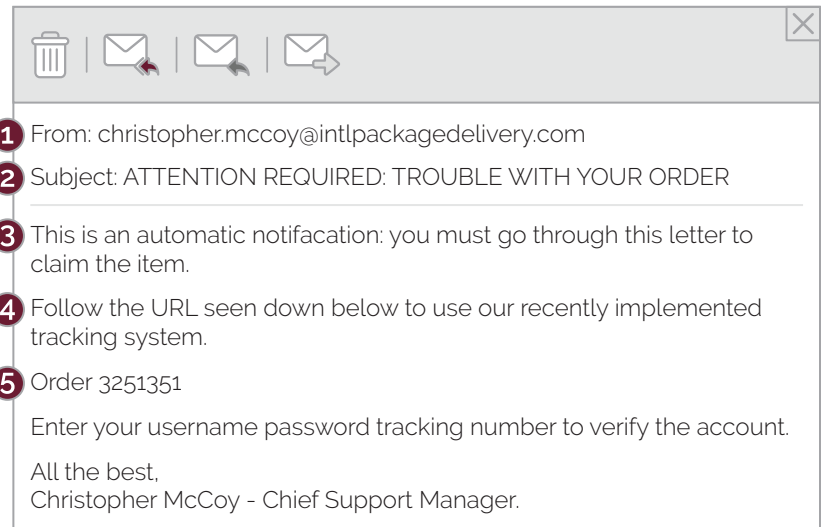 1 From: christopher.mccoy@intlpackagedelivery.com
2 Subject: ATTENTION REQUIRED: TROUBLE WITH YOUR ORDER
3 This is an automatic notifacation: you must go through this letter to
claim the item.
4 Follow the URL seen down below to use our recently implemented
tracking system.
5 Order 3251351
Enter your username password tracking number to verify the account.
All the best,
Christopher McCoy - Chief Support Manager.